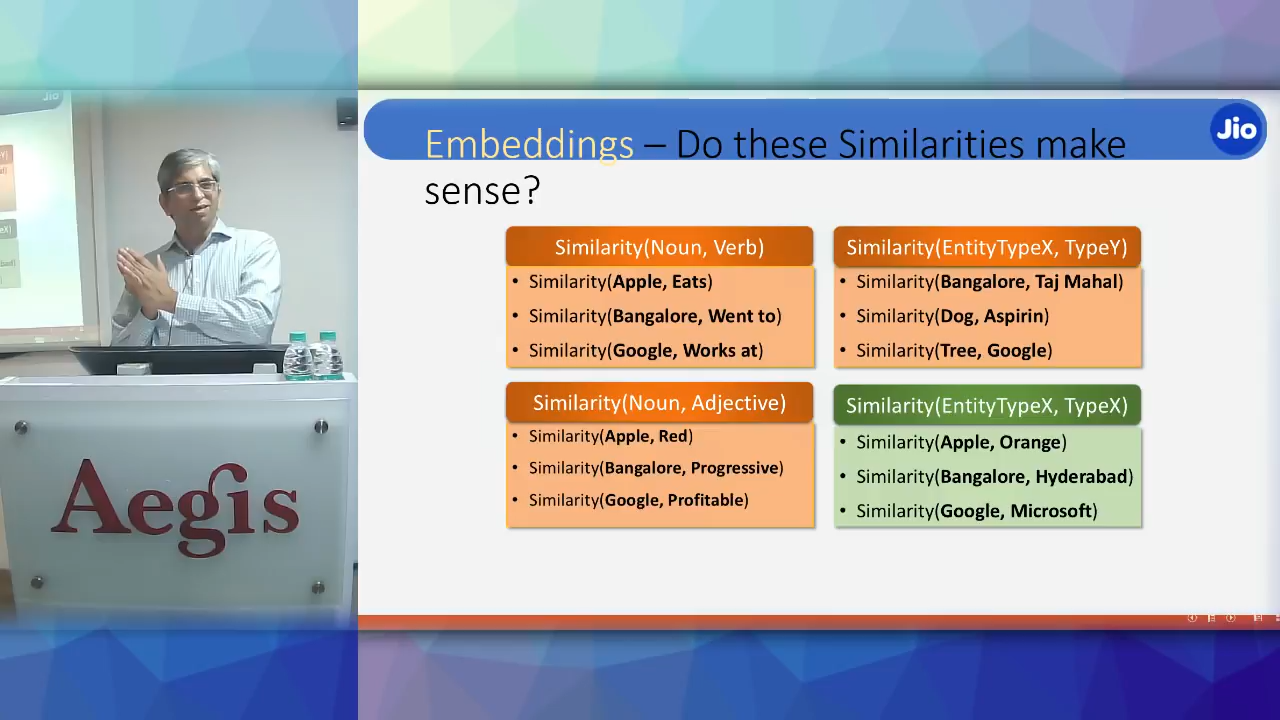 Embeddings – Do these Similarities make
sense?
Jio
Similarity(Noun, Verb)
• Similarity(Apple, Eats)
• Similarity(Bangalore, Went to)
• Similarity(Google, Works at)
Similarity(EntityTypeX, TypeY)
• Similarity(Bangalore, Taj Mahal)
• Similarity(Dog, Aspirin)
• Similarity(Tree, Google)
Similarity(Noun, Adjective)
• Similarity(Apple, Red)
• Similarity(Bangalore, Progressive)
• Similarity(Google, Profitable)
Similarity(EntityTypeX, TypeX)
• Similarity(Apple, Orange)
• Similarity(Bangalore, Hyderabad)
• Similarity(Google, Microsoft)
Aegis